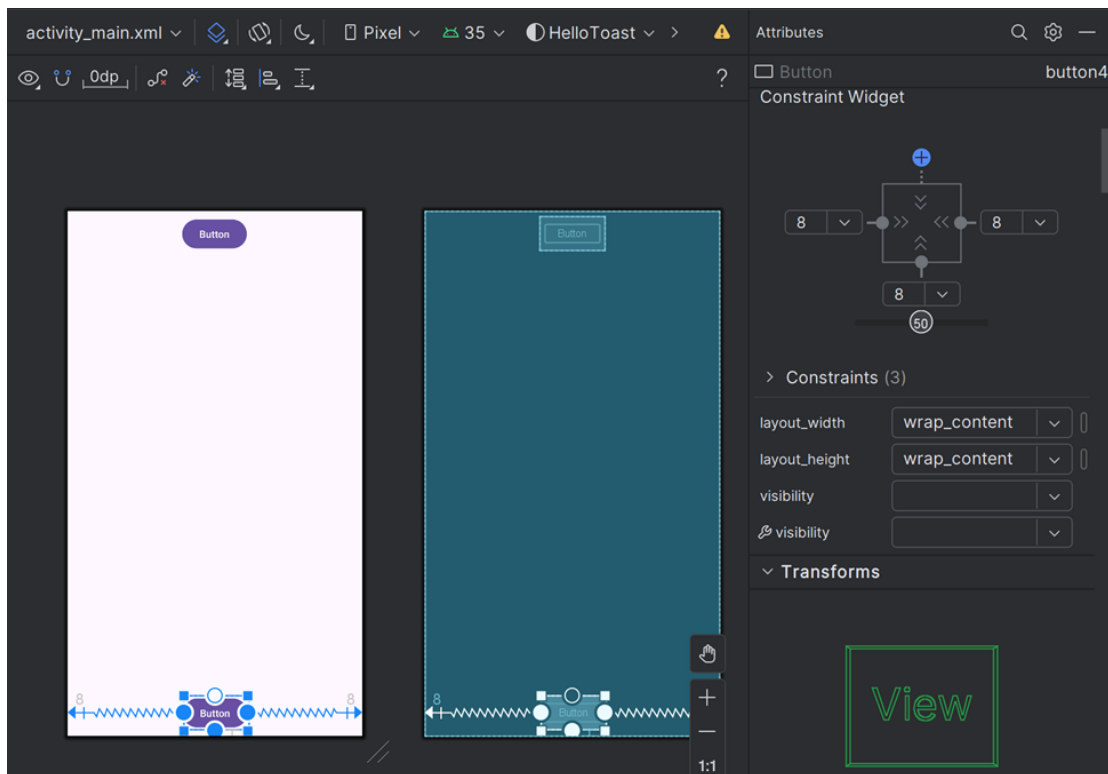 activity_main.xml Pixel 35 HelloToast
0dp ?
Button
8 8
Button
Button
8
Button
1:1
Attributes
Button button4
Constraint Widget
8 8
8
50
Constraints (3)
layout_width wrap_content
layout_height wrap_content
visibility
visibility
Transforms
View